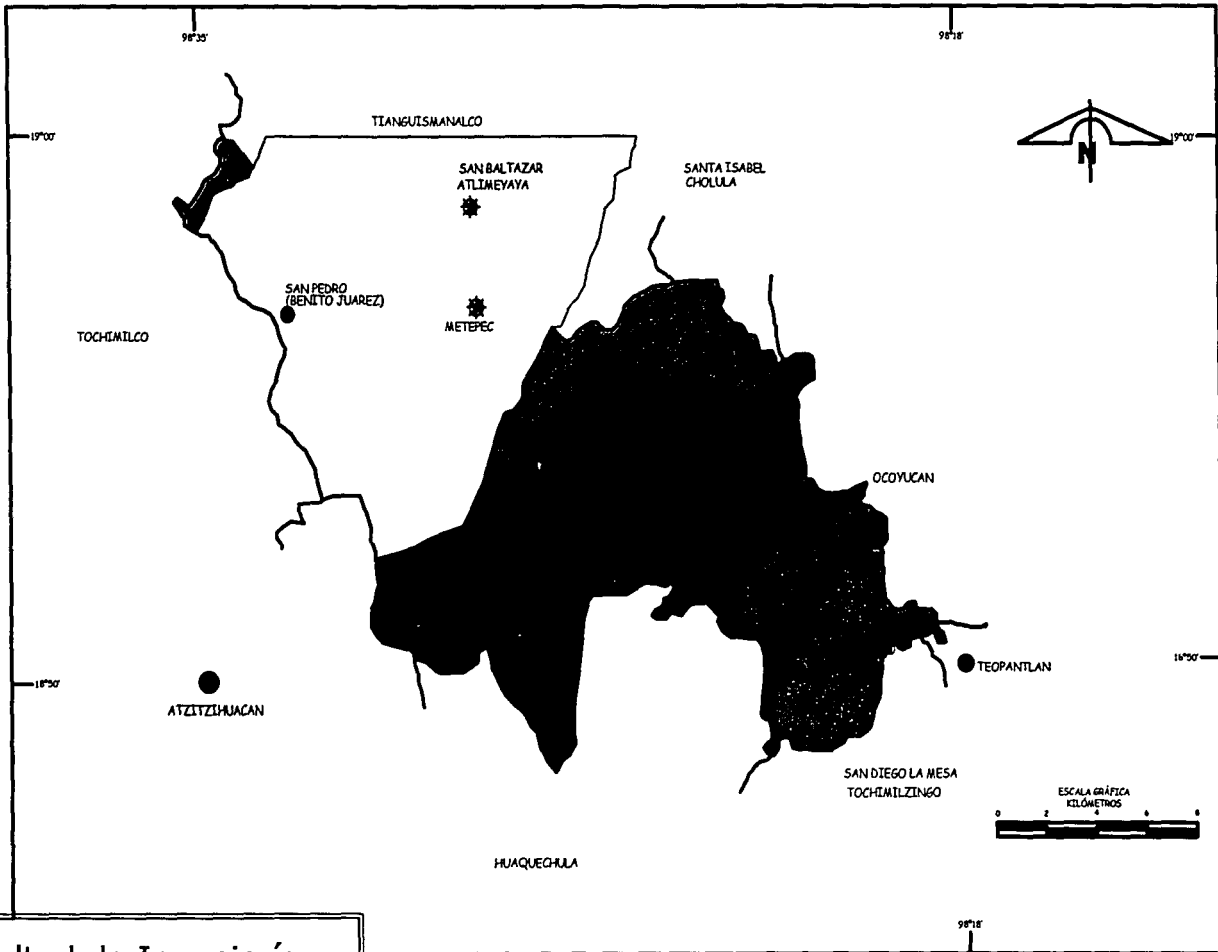 98°35'
98°18'
19°00'
TIANGUISMANALCO
19°00'
N
SAN BALTAZAR
ATLIMEYAYA
SANTA ISABEL
CHOLULA
SAN PEDRO
(BENITO JUAREZ)
METEPEC
TOCHIMILCO
OCOYUCAN
16°50'
TEOPANTLAN
18°50'
ATZITZIHUACAN
SAN DIEGO LA MESA
TOCHIMILZINGO
ESCALA GRÁFICA
KILÓMETROS
0 2 4 6 8
HUAQUECHULA
98°18'